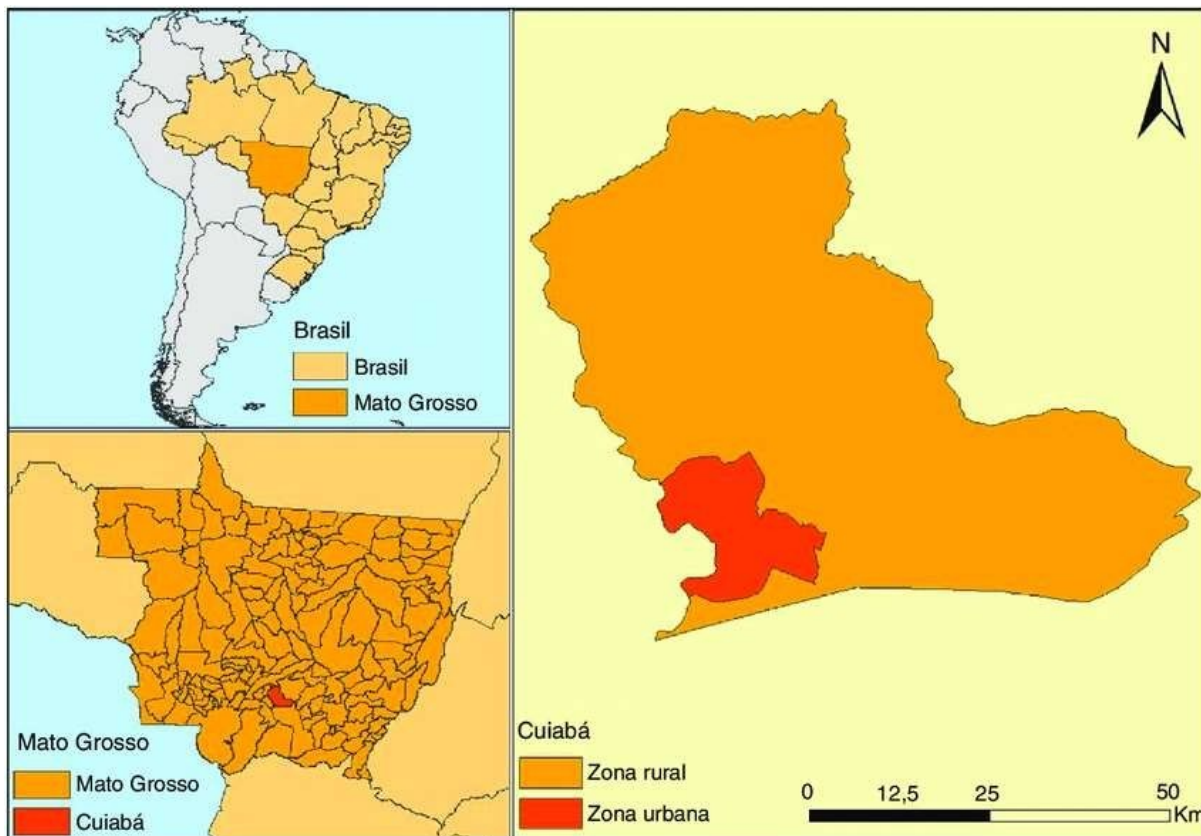 Brasil
Brasil
Mato Grosso
Mato Grosso
Mato Grosso
Cuiabá
N
Cuiabá
Zona rural
Zona urbana
0 12,5 25 50
Km